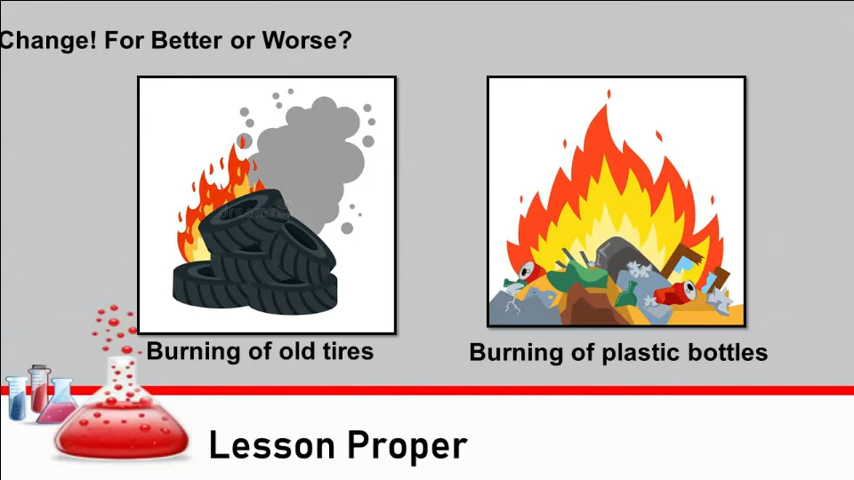 Change! For Better or Worse?
Burning of old tires
Burning of plastic bottles
Lesson Proper